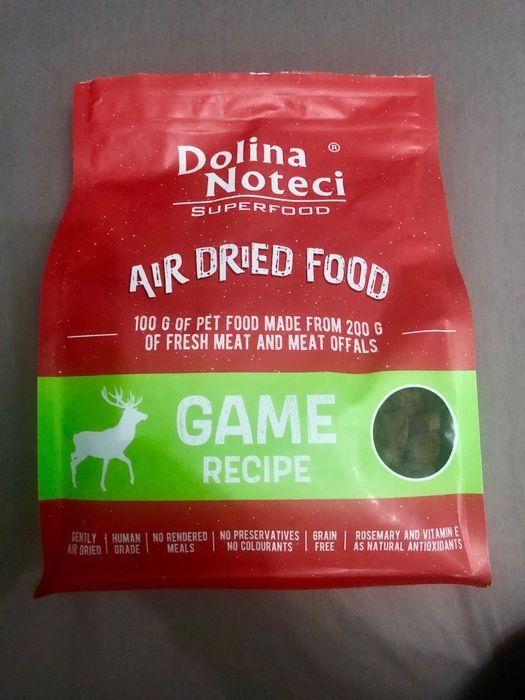 Dolina ®
Noteci
SUPERFOOD
AIR DRIED FOOD
100 G OF PET FOOD MADE FROM 200 G
OF FRESH MEAT AND MEAT OFFALS
GAME
RECIPE
GENTLY AIR DRIED | HUMAN GRADE | NO RENDERED MEALS | NO PRESERVATIVES NO COLOURANTS | GRAIN FREE | ROSEMARY AND VITAMIN E AS NATURAL ANTIOXIDANTS